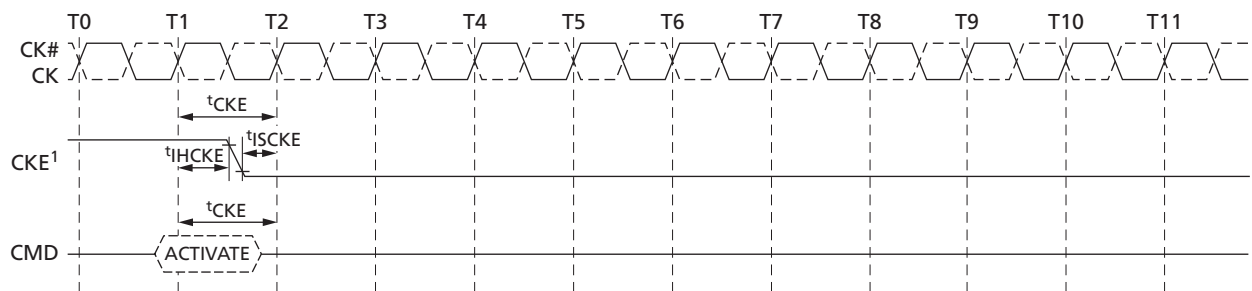 T0 T1 T2 T3 T4 T5 T6 T7 T8 T9 T10 T11
CK#
CK
tCKE
tISCKE
CKE1
tIHCKE
tCKE
CMD
ACTIVATE